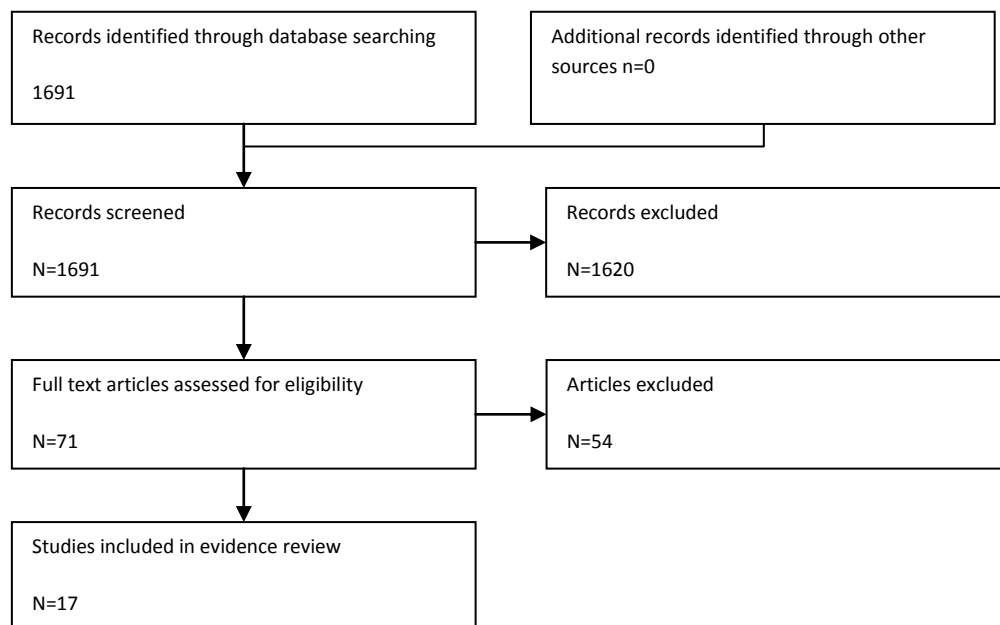 Records identified through database searching
1691
Additional records identified through other
sources n=0
Records screened
N=1691
Records excluded
N=1620
Full text articles assessed for eligibility
N=71
Articles excluded
N=54
Studies included in evidence review
N=17